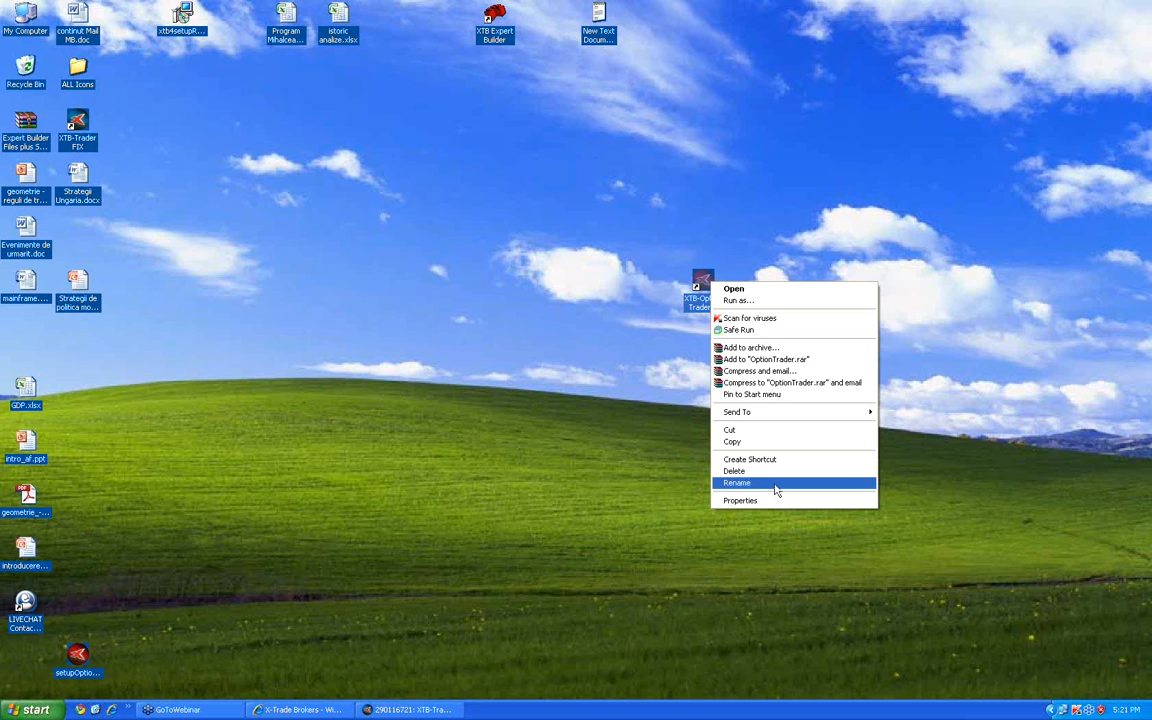 My Computer
continut Mail
MB.doc
xtb4setupR...
Program
Mihalcea...
istoric
analize.xlsx
XTB Expert
Builder
New Text
Docum...
Recycle Bin
ALL Icons
Expert Builder
Files plus S...
XTB-Trader
FIX
geometrie -
reguli de tr...
Strategii
Ungaria.docx
Evenimente de
urmarit.doc
mainframe....
Strategii de
politica mo...
XTB-Opt
Trader
GDP.xlsx
intro_af.ppt
geometrie_-...
introducere...
LIVECHAT
Contac...
setupOptio...
Open
Run as...
Scan for viruses
Safe Run
Add to archive...
Add to "OptionTrader.rar"
Compress and email...
Compress to "OptionTrader.rar" and email
Pin to Start menu
Send To
Cut
Copy
Create Shortcut
Delete
Rename
Properties
start
GoToWebinar
X-Trade Brokers - Wi...
290116721: XTB-Tra...
5:21 PM